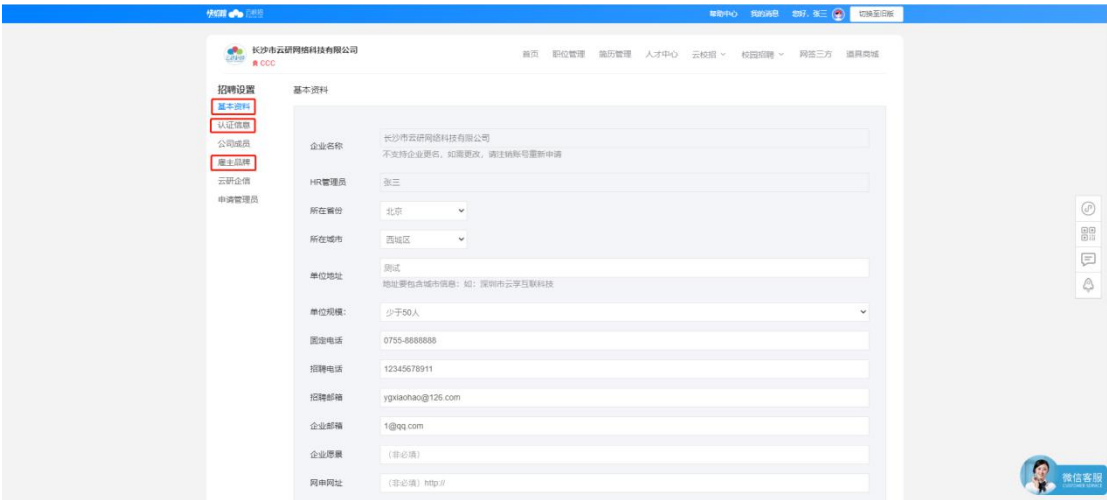 快招聘 云研招
帮助中心 我的消息 您好，张三 切换至旧版
长沙市云研网络科技有限公司
CCC
首页 职位管理 简历管理 人才中心 云校招 校园招聘 网签三方 道具商城
招聘设置
基本资料
认证信息
公司成员
雇主品牌
云研企信
申请管理员
基本资料
企业名称 长沙市云研网络科技有限公司
不支持企业更名，如需更改，请注销账号重新申请
HR管理员 张三
所在省份 北京
所在城市 西城区
单位地址 测试
地址要包含城市信息：如：深圳市云孚互联科技
单位规模： 少于50人
固定电话 0755-8888888
招聘电话 12345678911
招聘邮箱 ygxiaohao@126.com
企业邮箱 1@qq.com
企业愿景 （非必填）
网申网址 （非必填）http://
微信客服
CUSTOMER SERVICE